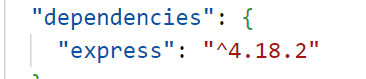 "dependencies": {
"express": "^4.18.2"
}